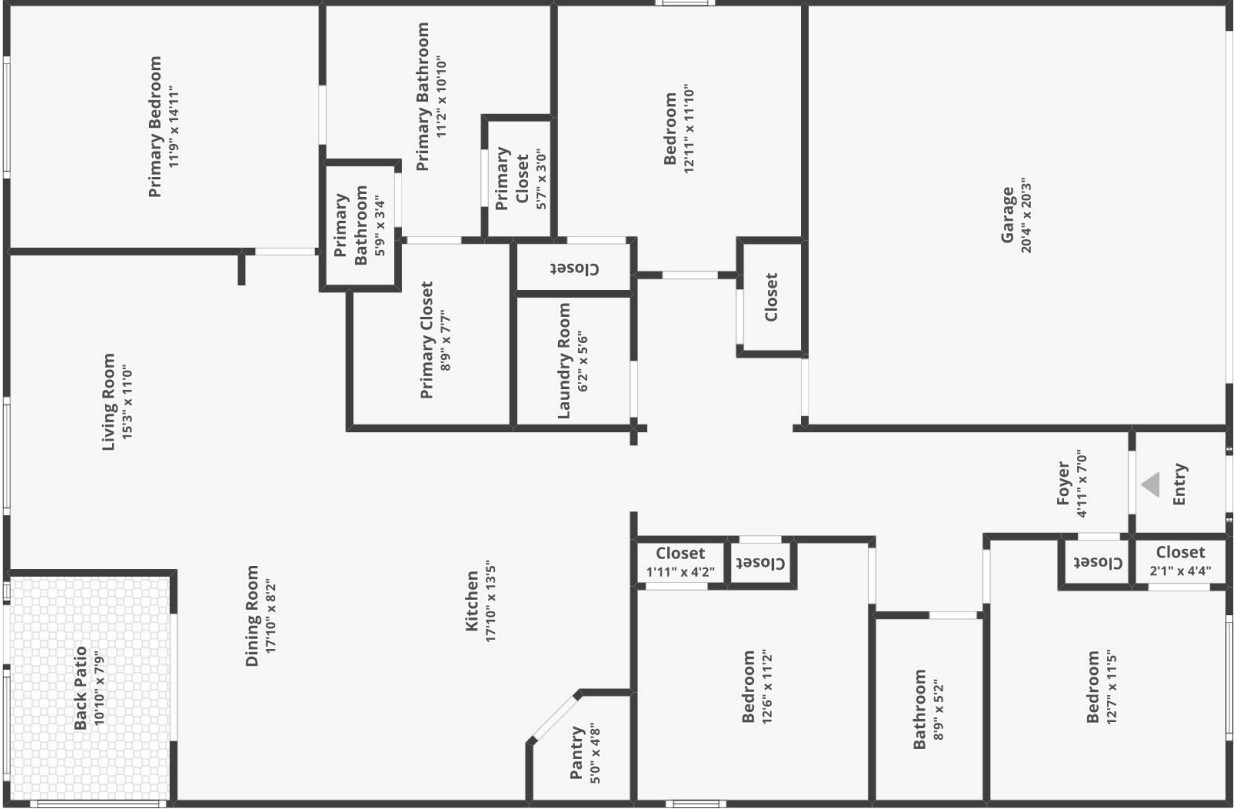 Primary Bedroom
11'9" x 14'11"
Primary Bathroom
11'2" x 10'10"
Primary
Closet
5'7" x 3'0"
Primary
Bathroom
5'9" x 3'4"
Bedroom
12'11" x 11'10"
Garage
20'4" x 20'3"
Closet
Closet
Primary Closet
8'9" x 7'7"
Laundry Room
6'2" x 5'6"
Living Room
15'3" x 11'0"
Foyer
4'11" x 7'0"
Entry
Closet
1'11" x 4'2"
Closet
Closet
Closet
2'1" x 4'4"
Back Patio
10'10" x 7'9"
Dining Room
17'10" x 8'2"
Kitchen
17'10" x 13'5"
Pantry
5'0" x 4'8"
Bedroom
12'6" x 11'2"
Bathroom
8'9" x 5'2"
Bedroom
12'7" x 11'5"